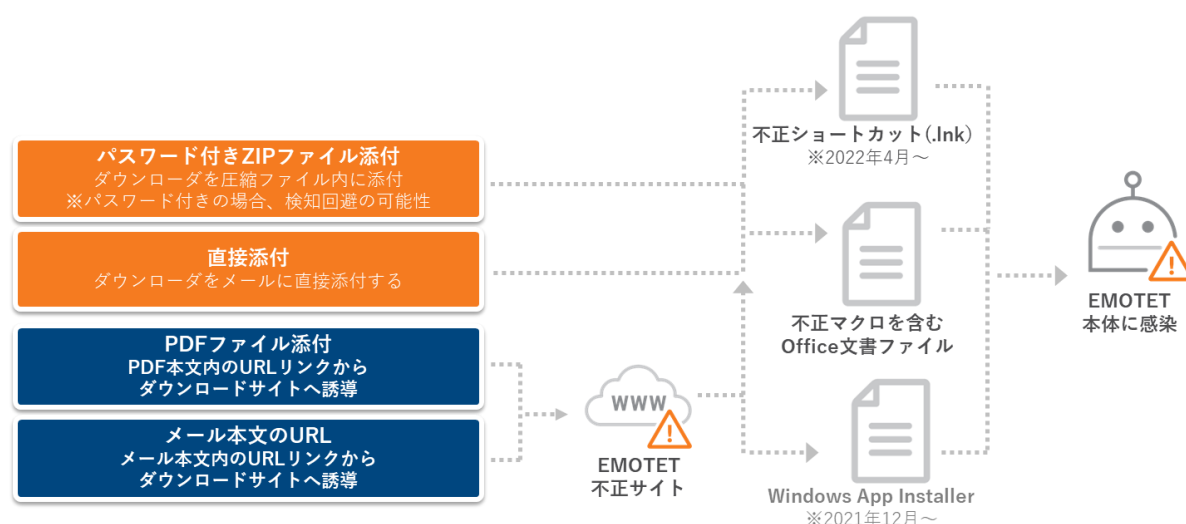 パスワード付きZIPファイル添付
ダウンローダを圧縮ファイル内に添付
※パスワード付きの場合、検知回避の可能性
直接添付
ダウンローダをメールに直接添付する
PDFファイル添付
PDF本文内のURLリンクから
ダウンロードサイトへ誘導
メール本文のURL
メール本文内のURLリンクから
ダウンロードサイトへ誘導
WWW
EMOTET
不正サイト
不正ショートカット(.lnk)
※2022年4月～
不正マクロを含む
Office文書ファイル
Windows App Installer
※2021年12月～
EMOTET
本体に感染